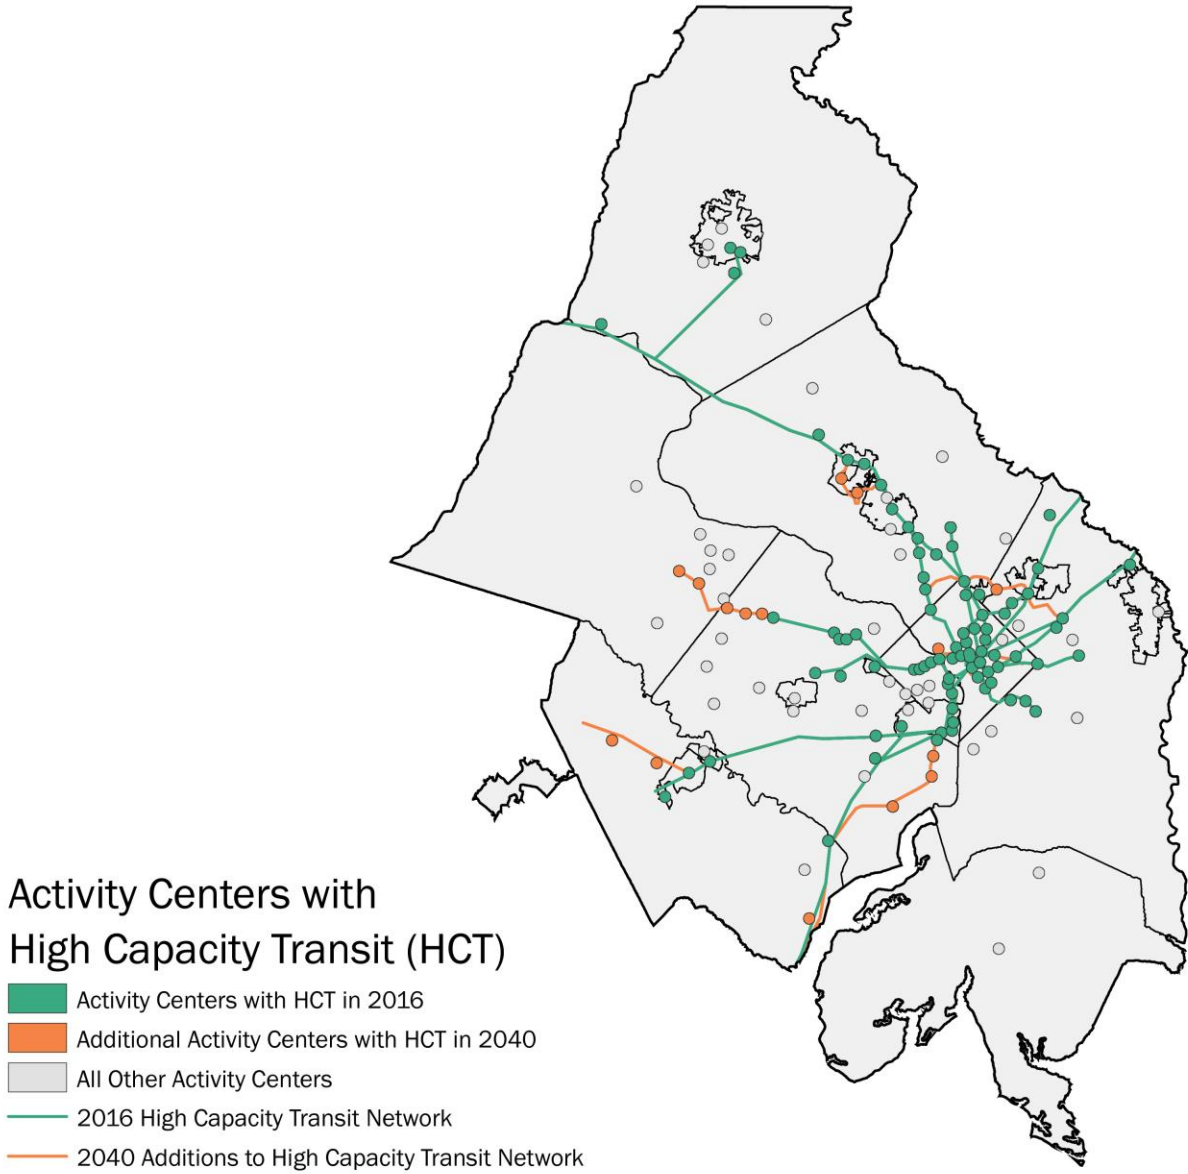 Activity Centers with
High Capacity Transit (HCT)
Activity Centers with HCT in 2016
Additional Activity Centers with HCT in 2040
All Other Activity Centers
2016 High Capacity Transit Network
2040 Additions to High Capacity Transit Network